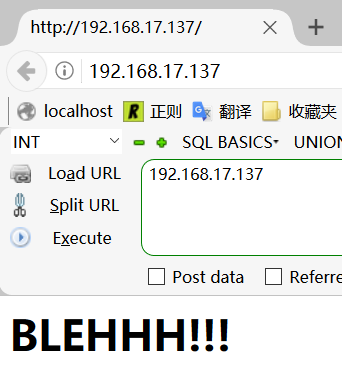 http://192.168.17.137/
192.168.17.137
localhost R 正则 翻译 收藏夹
INT SQL BASICS UNION
Load URL 192.168.17.137
Split URL
Execute
Post data Referre
BLEHHH!!!